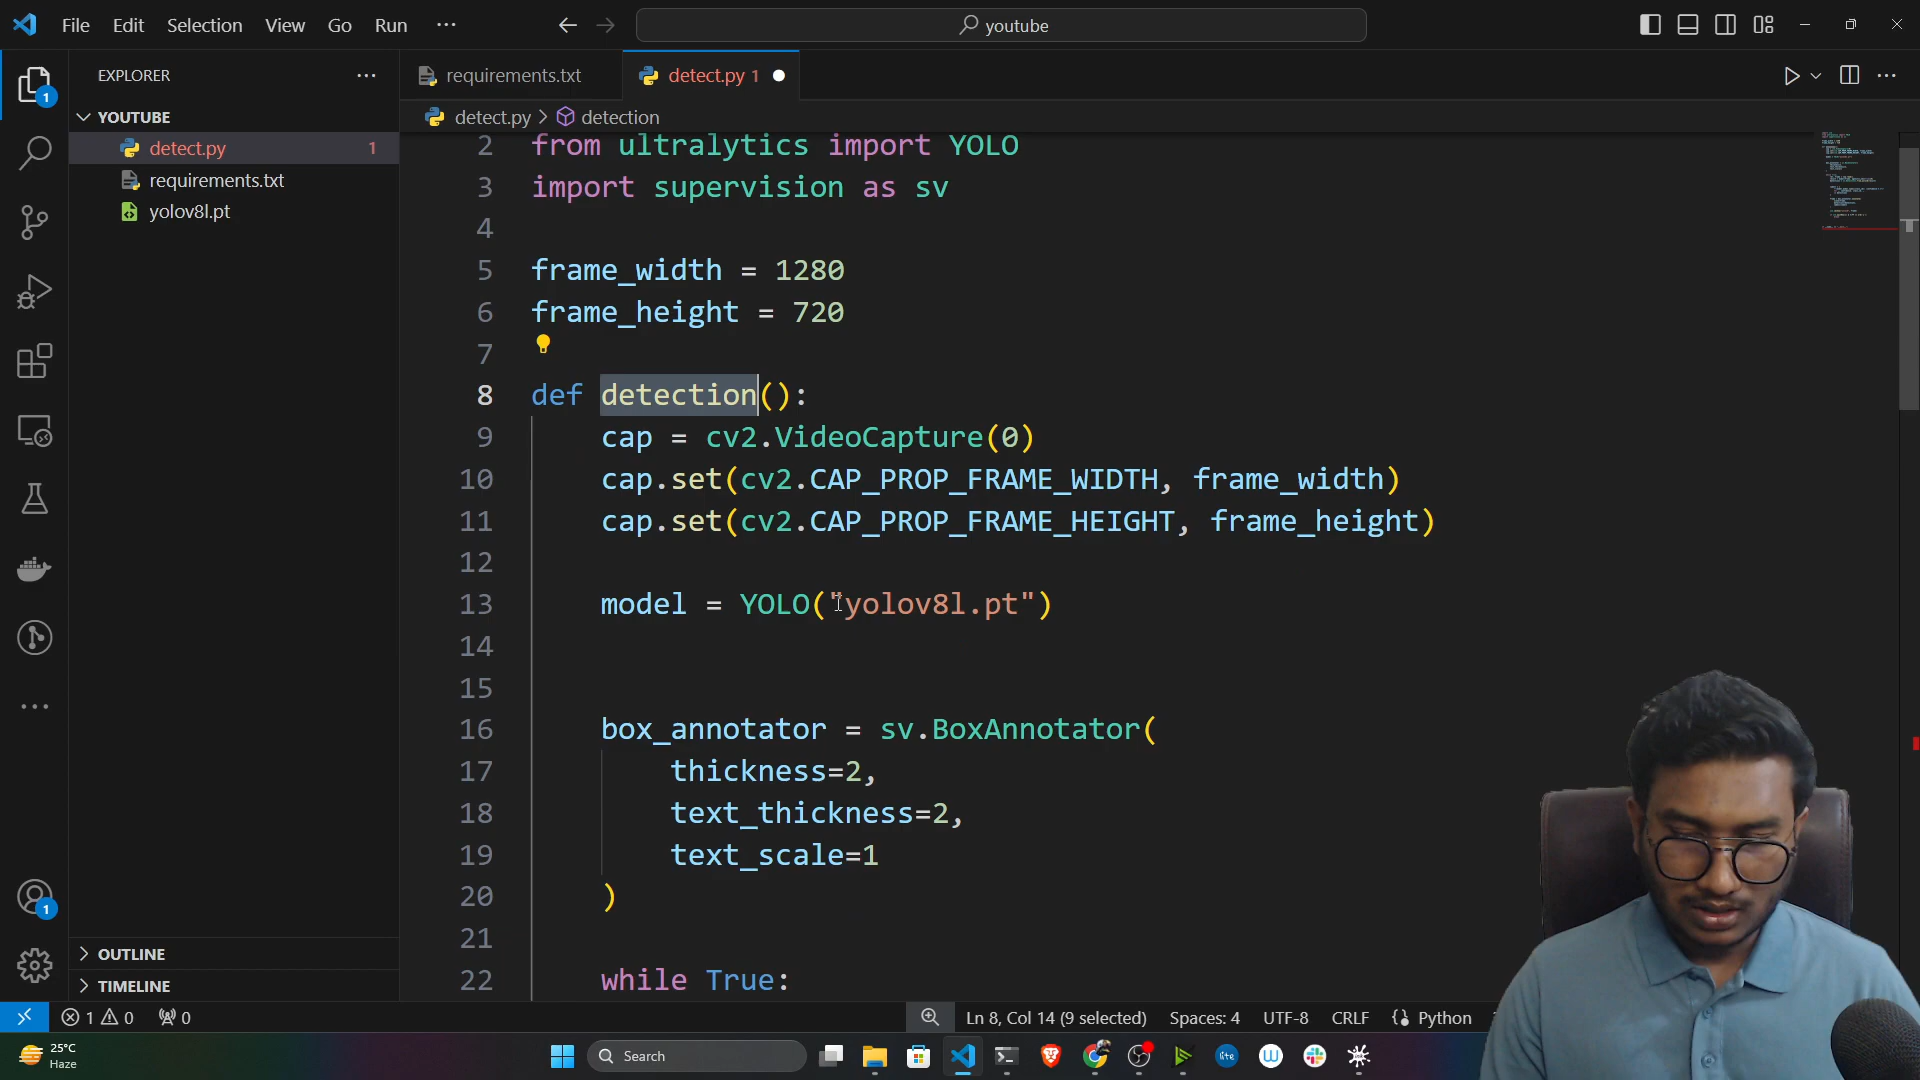 File Edit Selection View Go Run ···
youtube
EXPLORER
YOUTUBE
detect.py 1
requirements.txt
yolov8l.pt
OUTLINE
TIMELINE
1
1
requirements.txt
detect.py 1
detect.py > detection
2 from ultralytics import YOLO
3 import supervision as sv
4
5 frame_width = 1280
6 frame_height = 720
7
8 def detection():
9 cap = cv2.VideoCapture(0)
10 cap.set(cv2.CAP_PROP_FRAME_WIDTH, frame_width)
11 cap.set(cv2.CAP_PROP_FRAME_HEIGHT, frame_height)
12
13 model = YOLO("yolov8l.pt")
14
15
16 box_annotator = sv.BoxAnnotator(
17 thickness=2,
18 text_thickness=2,
19 text_scale=1
20 )
21
22 while True:
1 0 0 Ln 8, Col 14 (9 selected) Spaces: 4 UTF-8 CRLF Python
25°C
Haze
Search
lite